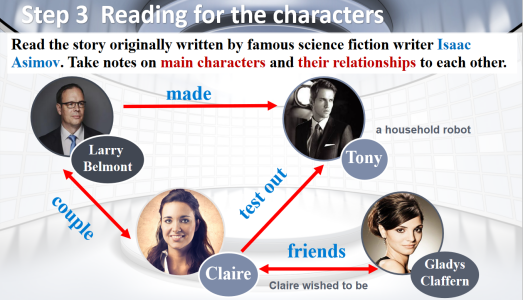 Step 3 Reading for the characters
Read the story originally written by famous science fiction writer Isaac
Asimov. Take notes on main characters and their relationships to each other.
made
a household robot
Larry
Belmont
Tony
couple
test out
friends
Claire
Gladys
Claffern
Claire wished to be